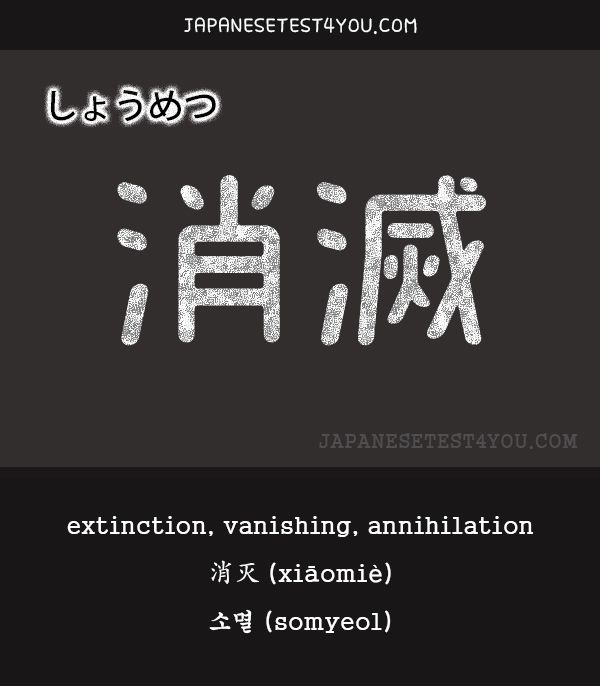 JAPANESETEST4YOU.COM
しょうめつ
消滅
JAPANESETEST4YOU.COM
extinction, vanishing, annihilation
消灭 (xiāomiè)
소멸 (somyeol)